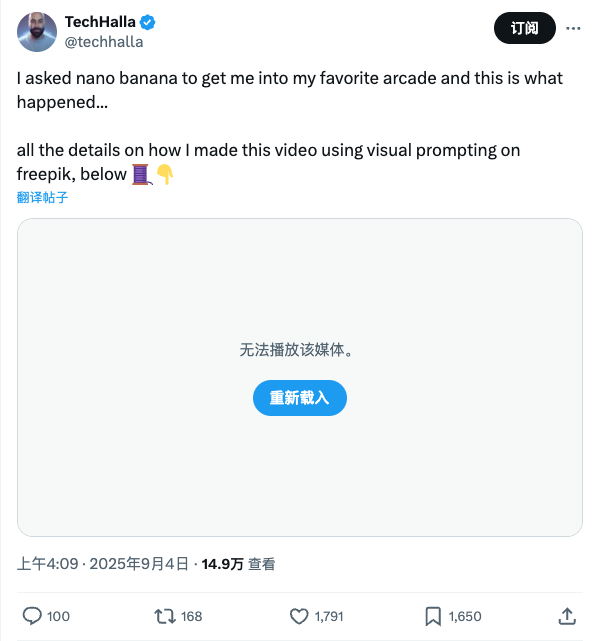 TechHalla
@techhalla
订阅
I asked nano banana to get me into my favorite arcade and this is what
happened...
all the details on how I made this video using visual prompting on
freepik, below 🧵👇
翻译帖子
无法播放该媒体。
重新载入
上午4:09 · 2025年9月4日 · 14.9万 查看
100 168 1,791 1,650